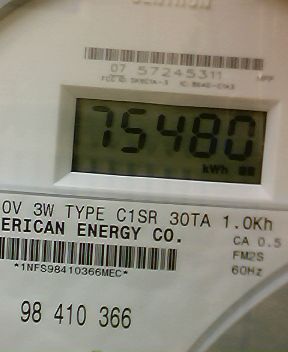 CENTRON
07 57245311
75480
kWh
0V 3W TYPE C1SR 30TA 1.0Kh
ERICAN ENERGY CO.
CA 0.5
FM2S
*1NFS98410366MEC*
60Hz
98 410 366